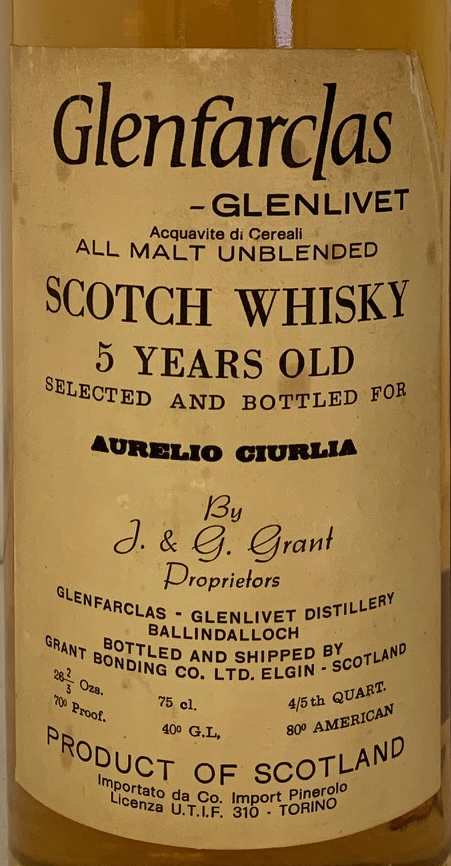 Glenfarclas
-GLENLIVET
Acquavite di Cereali
ALL MALT UNBLENDED
SCOTCH WHISKY
5 YEARS OLD
SELECTED AND BOTTLED FOR
AURELIO CIURLIA
By
J. & G. Grant
Proprietors
GLENFARCLAS - GLENLIVET DISTILLERY
BALLINDALLOCH
BOTTLED AND SHIPPED BY
GRANT BONDING CO. LTD. ELGIN - SCOTLAND
26 2/3 Ozs. 75 cl. 4/5th QUART.
70º Proof. 40º G.L, 80º AMERICAN
PRODUCT OF SCOTLAND
Importato da Co. Import Pinerolo
Licenza U.T.I.F. 310 - TORINO